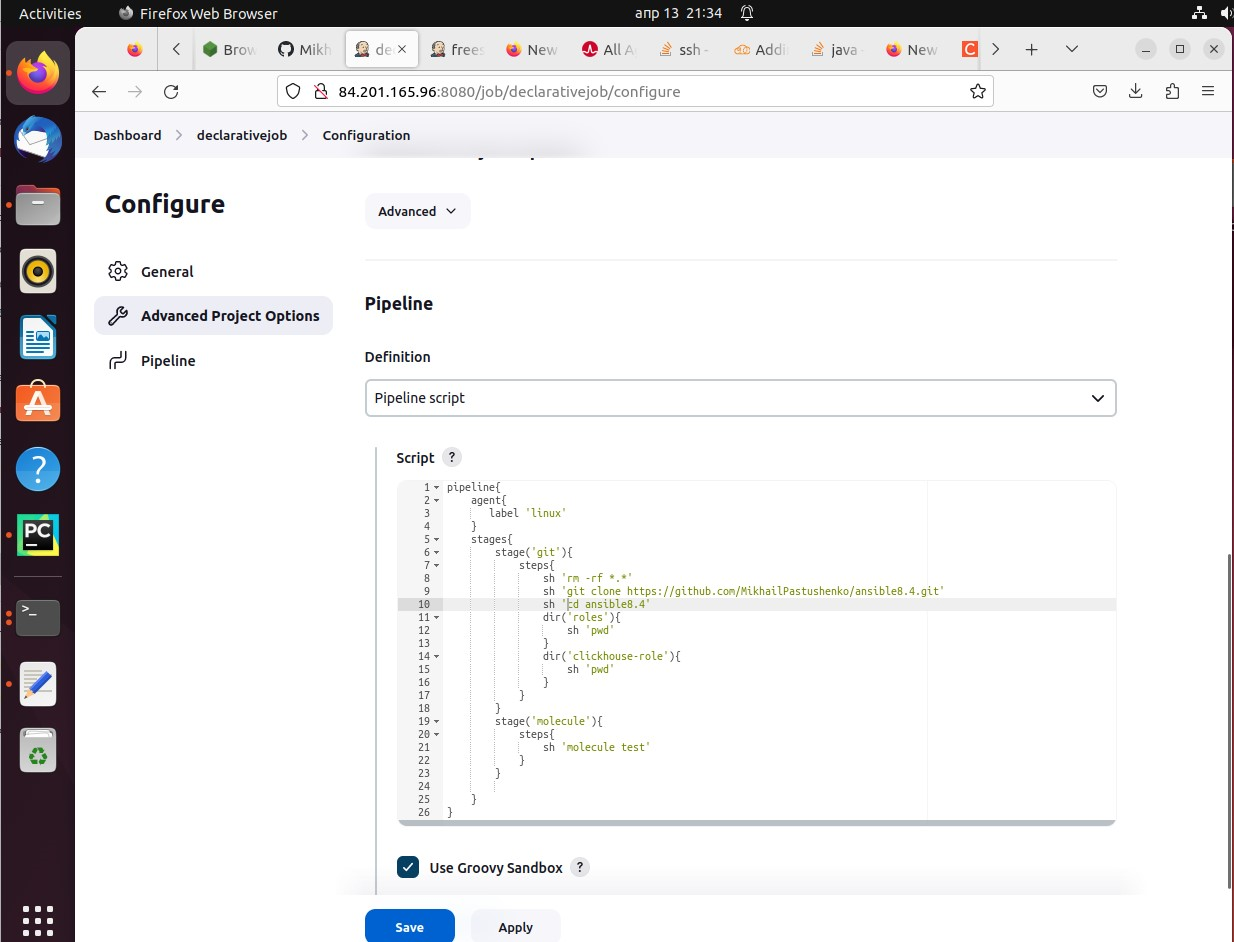 Activities
Firefox Web Browser
апр 13 21:34
Brow
Mikh
de
frees
New
All A
ssh -
Addi
java -
New
C
84.201.165.96:8080/job/declarativejob/configure
Dashboard
declarativejob
Configuration
Configure
Advanced
General
Advanced Project Options
Pipeline
Pipeline
Definition
Pipeline script
Script ?
1 pipeline{
2 agent{
3 label 'linux'
4 }
5 stages{
6 stage('git'){
7 steps{
8 sh 'rm -rf *.*'
9 sh 'git clone https://github.com/MikhailPastushenko/ansible8.4.git'
10 sh 'cd ansible8.4'
11 dir('roles'){
12 sh 'pwd'
13 }
14 dir('clickhouse-role'){
15 sh 'pwd'
16 }
17 }
18 }
19 stage('molecule'){
20 steps{
21 sh 'molecule test'
22 }
23 }
24
25 }
26 }
Use Groovy Sandbox ?
Save
Apply
PC
>_
?